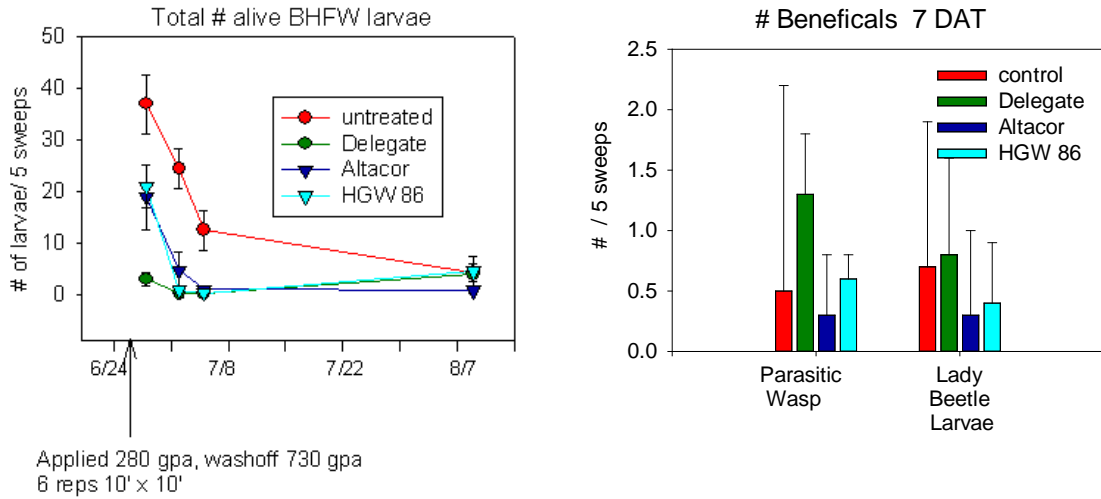 Total # alive BHFW larvae
50
40
30
20
10
0
# of larvae/ 5 sweeps
untreated
Delegate
Altacor
HGW 86
6/24
7/8
7/22
8/7
Applied 280 gpa, washoff 730 gpa
6 reps 10' x 10'
# Beneficals 7 DAT
2.5
2.0
1.5
1.0
0.5
0.0
# / 5 sweeps
control
Delegate
Altacor
HGW 86
Parasitic
Wasp
Lady
Beetle
Larvae